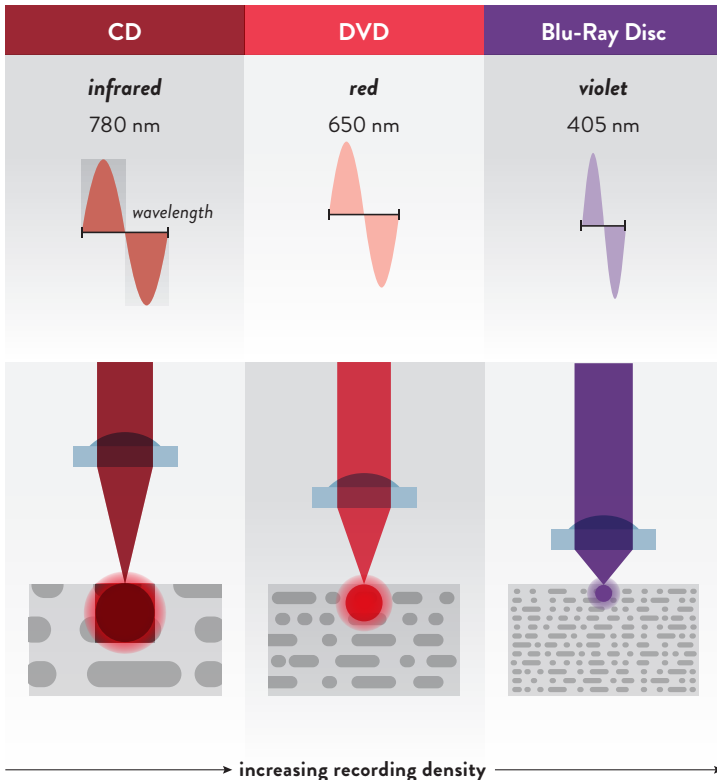 CD
DVD
Blu-Ray Disc
infrared
red
violet
780 nm
650 nm
405 nm
wavelength
increasing recording density